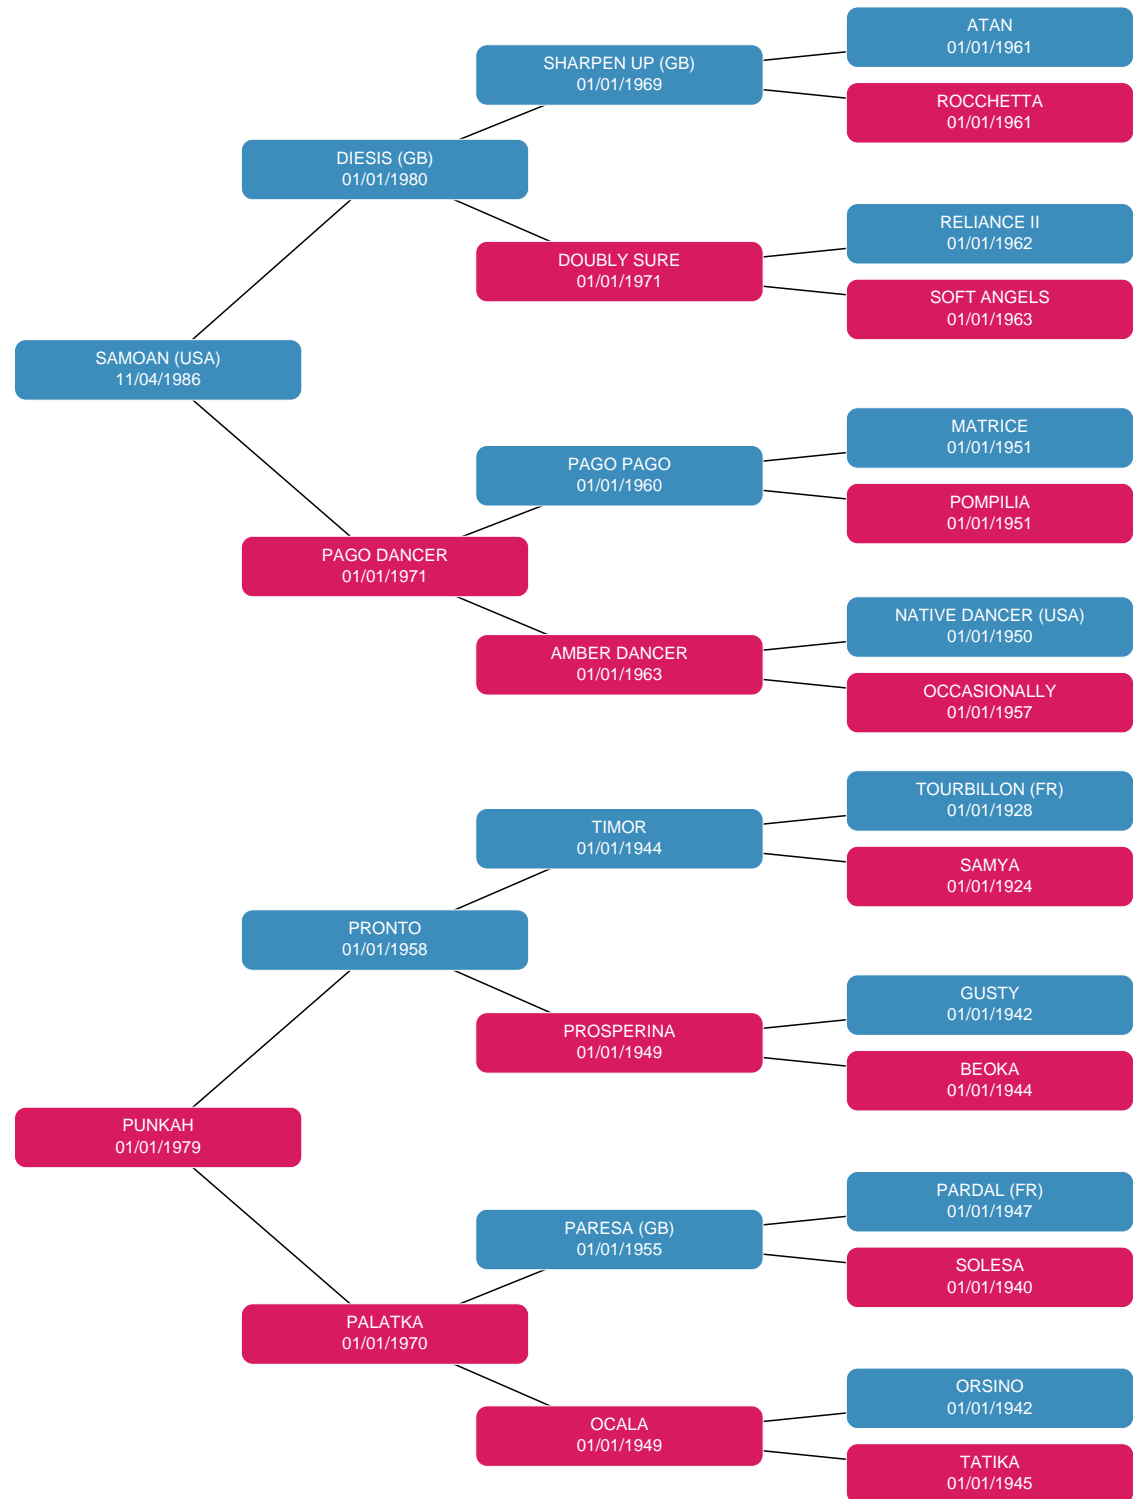 ATAN
01/01/1961
SHARPEN UP (GB)
01/01/1969
ROCCHETTA
01/01/1961
DIESIS (GB)
01/01/1980
RELIANCE II
01/01/1962
DOUBLY SURE
01/01/1971
SOFT ANGELS
01/01/1963
SAMOAN (USA)
11/04/1986
MATRICE
01/01/1951
PAGO PAGO
01/01/1960
POMPILIA
01/01/1951
PAGO DANCER
01/01/1971
NATIVE DANCER (USA)
01/01/1950
AMBER DANCER
01/01/1963
OCCASIONALLY
01/01/1957
TOURBILLON (FR)
01/01/1928
TIMOR
01/01/1944
SAMYA
01/01/1924
PRONTO
01/01/1958
GUSTY
01/01/1942
PROSPERINA
01/01/1949
BEOKA
01/01/1944
PUNKAH
01/01/1979
PARDAL (FR)
01/01/1947
PARESA (GB)
01/01/1955
SOLESA
01/01/1940
PALATKA
01/01/1970
ORSINO
01/01/1942
OCALA
01/01/1949
TATIKA
01/01/1945